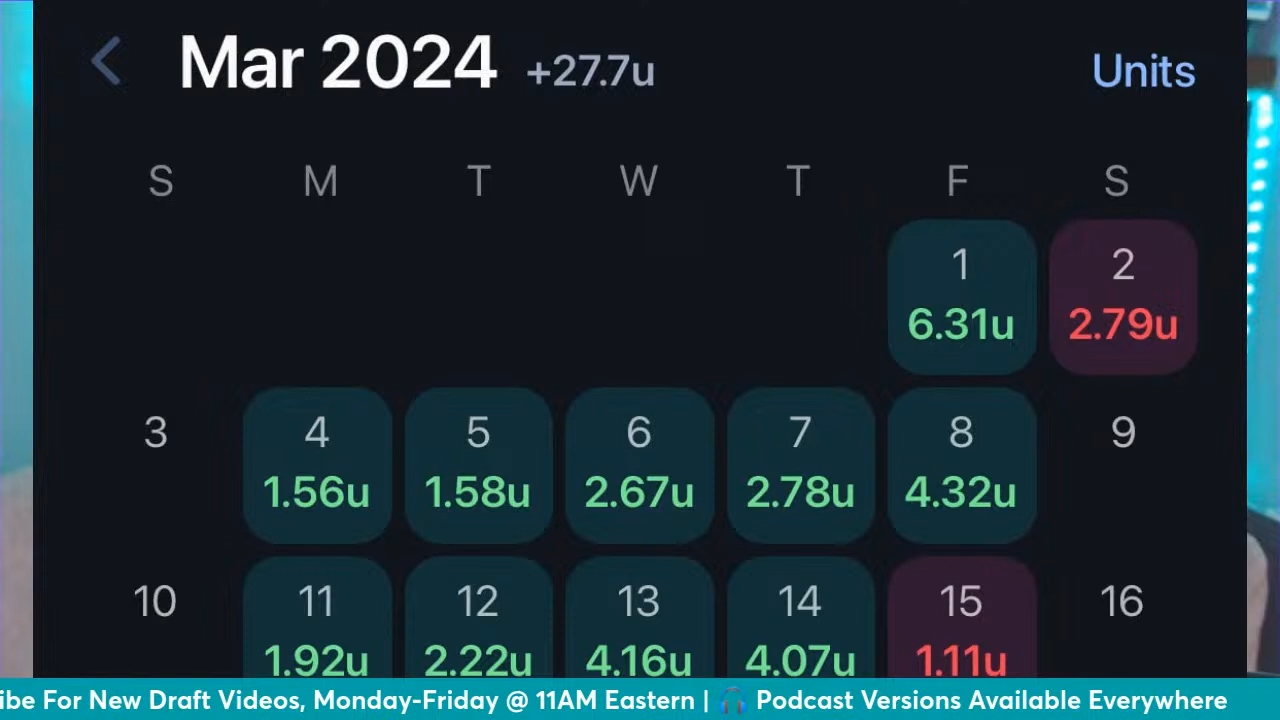 Mar 2024 +27.7u Units
S M T W T F S
1 2
6.31u 2.79u
3 4 5 6 7 8 9
1.56u 1.58u 2.67u 2.78u 4.32u
10 11 12 13 14 15 16
1.92u 2.22u 4.16u 4.07u 1.11u
ibe For New Draft Videos, Monday-Friday @ 11AM Eastern | 🎧 Podcast Versions Available Everywhere